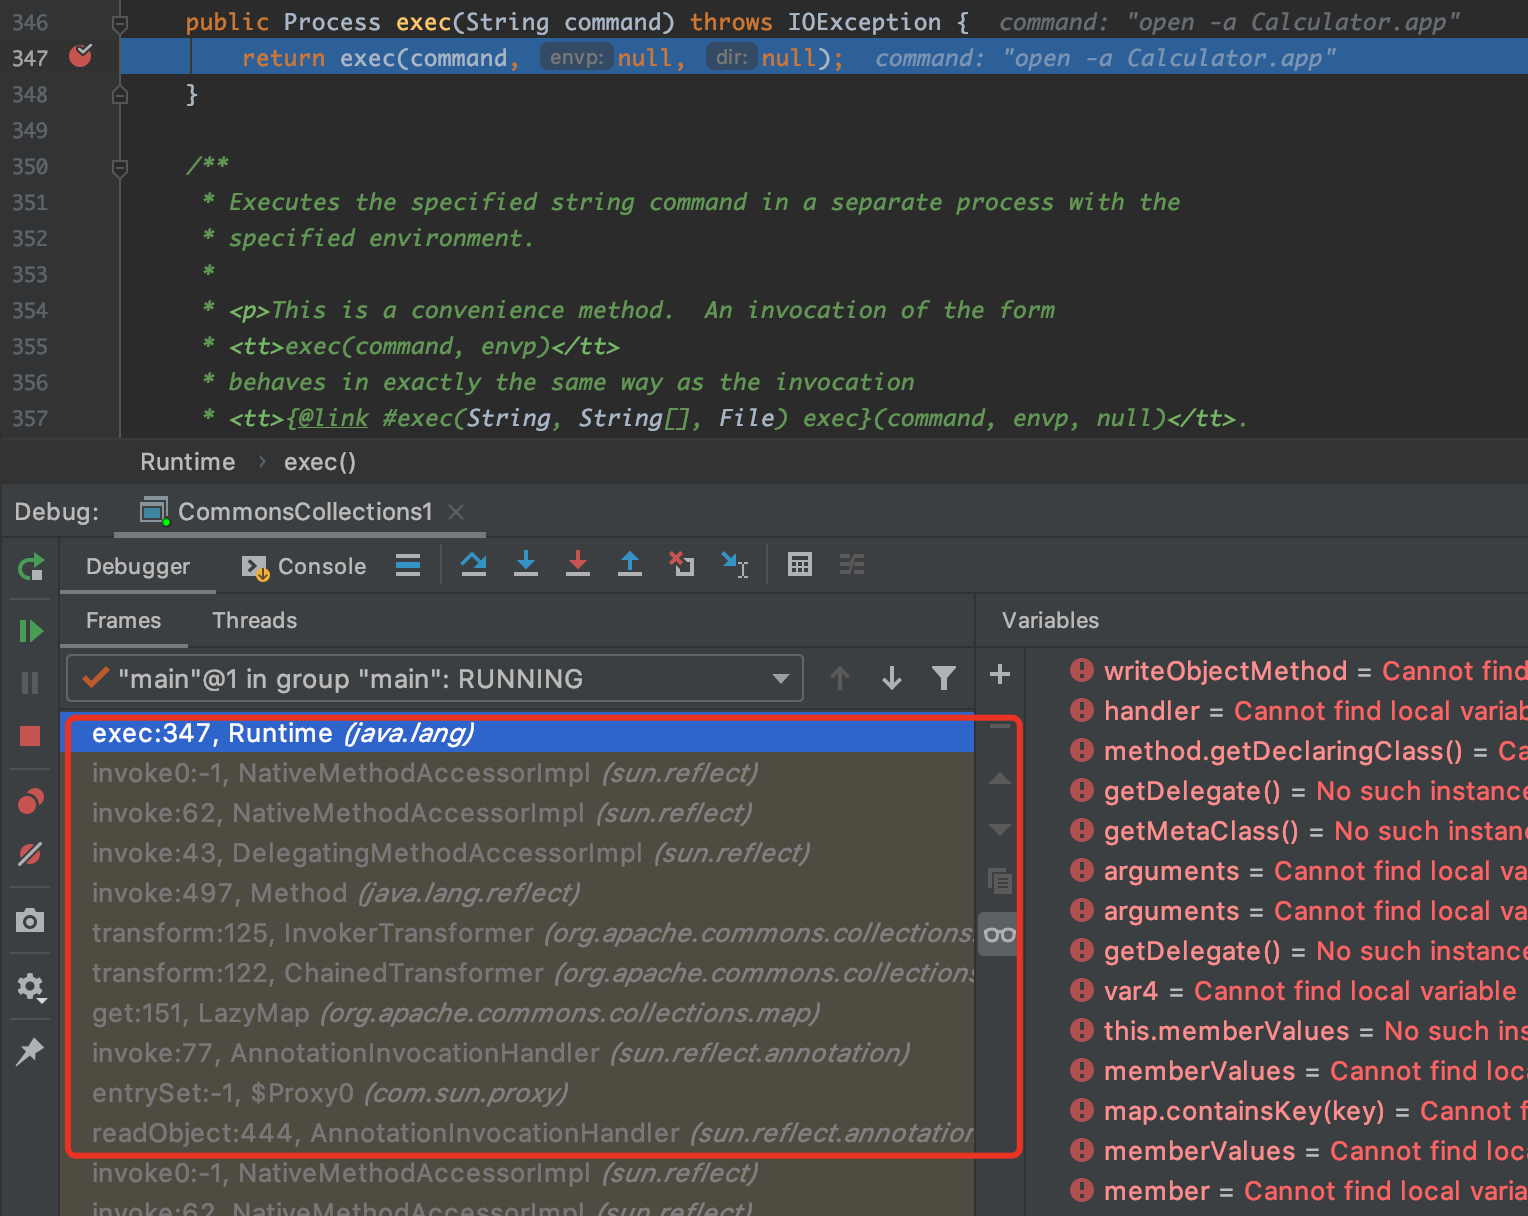 346 public Process exec(String command) throws IOException { command: "open -a Calculator.app"
347 return exec(command, envp: null, dir: null); command: "open -a Calculator.app"
348 }
349
350 /**
351 * Executes the specified string command in a separate process with the
352 * specified environment.
353 *
354 * <p>This is a convenience method. An invocation of the form
355 * <tt>exec(command, envp)</tt>
356 * behaves in exactly the same way as the invocation
357 * <tt>{@link #exec(String, String[], File) exec}(command, envp, null)</tt>.
Runtime › exec()
Debug: CommonsCollections1
Debugger Console
Frames Threads
Variables
"main"@1 in group "main": RUNNING
exec:347, Runtime (java.lang)
invoke0:-1, NativeMethodAccessorImpl (sun.reflect)
invoke:62, NativeMethodAccessorImpl (sun.reflect)
invoke:43, DelegatingMethodAccessorImpl (sun.reflect)
invoke:497, Method (java.lang.reflect)
transform:125, InvokerTransformer (org.apache.commons.collections.
transform:122, ChainedTransformer (org.apache.commons.collections
get:151, LazyMap (org.apache.commons.collections.map)
invoke:77, AnnotationInvocationHandler (sun.reflect.annotation)
entrySet:-1, $Proxy0 (com.sun.proxy)
readObject:444, AnnotationInvocationHandler (sun.reflect.annotation
invoke0:-1, NativeMethodAccessorImpl (sun.reflect)
invoke:62, NativeMethodAccessorImpl (sun.reflect)
writeObjectMethod = Cannot find
handler = Cannot find local variab
method.getDeclaringClass() = Ca
getDelegate() = No such instance
getMetaClass() = No such instan
arguments = Cannot find local va
arguments = Cannot find local va
getDelegate() = No such instance
var4 = Cannot find local variable
this.memberValues = No such ins
memberValues = Cannot find loc
map.containsKey(key) = Cannot f
memberValues = Cannot find loc
member = Cannot find local varia